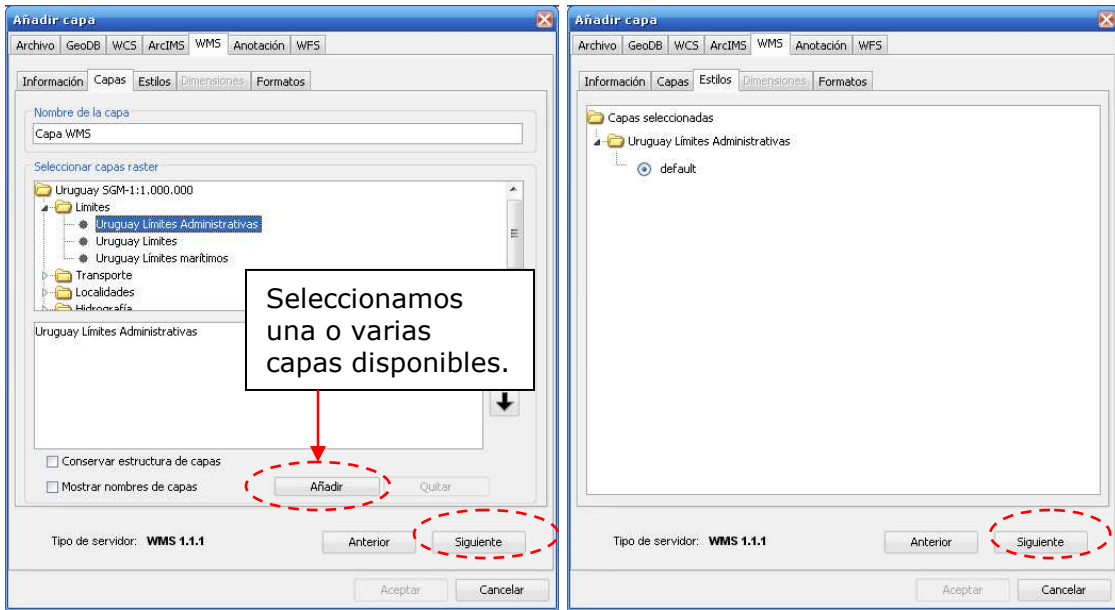 Añadir capa
Archivo GeoDB WCS ArcIMS WMS Anotación WFS
Información Capas Estilos Dimensiones Formatos
Nombre de la capa
Capa WMS
Seleccionar capas raster
Uruguay SGM-1:1.000.000
Limites
Uruguay Límites Administrativas
Uruguay Limites
Uruguay Límites marítimos
Transporte
Localidades
Hidrografía
Uruguay Límites Administrativas
Seleccionamos
una o varias
capas disponibles.
Conservar estructura de capas
Mostrar nombres de capas
Añadir Quitar
Tipo de servidor: WMS 1.1.1 Anterior Siguiente
Aceptar Cancelar
Añadir capa
Archivo GeoDB WCS ArcIMS WMS Anotación WFS
Información Capas Estilos Dimensiones Formatos
Capas seleccionadas
Uruguay Límites Administrativas
default
Tipo de servidor: WMS 1.1.1 Anterior Siguiente
Aceptar Cancelar